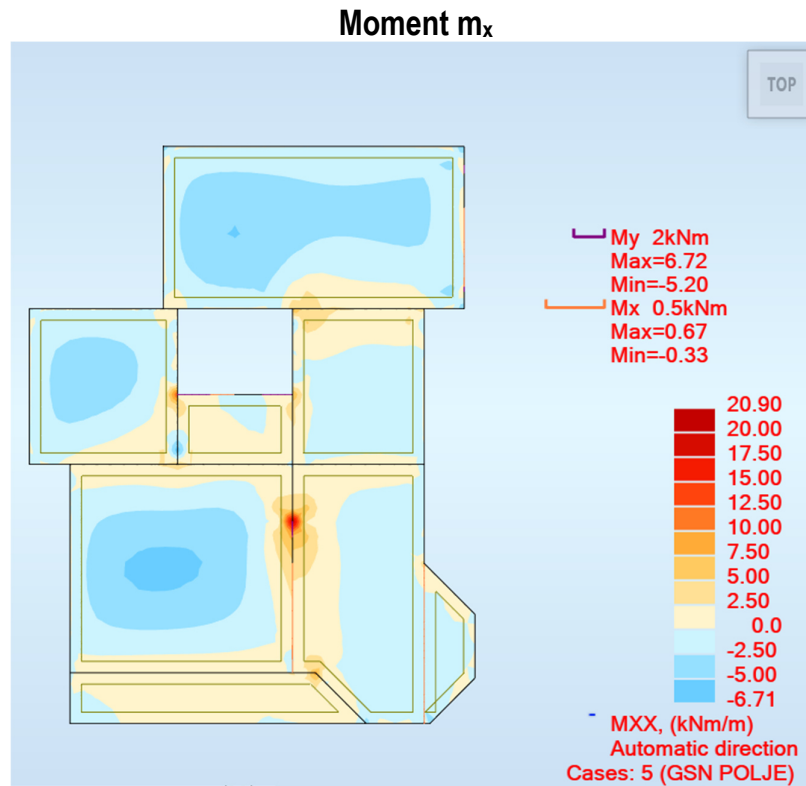 Moment mₓ
TOP
My 2kNm
Max=6.72
Min=-5.20
Mx 0.5kNm
Max=0.67
Min=-0.33
20.90
20.00
17.50
15.00
12.50
10.00
7.50
5.00
2.50
0.0
-2.50
-5.00
-6.71
MXX, (kNm/m)
Automatic direction
Cases: 5 (GSN POLJE)